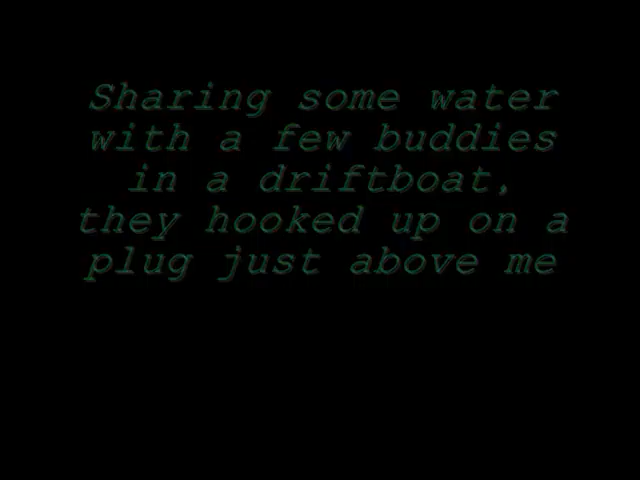 Sharing some water
with a few buddies
in a driftboat,
they hooked up on a
plug just above me